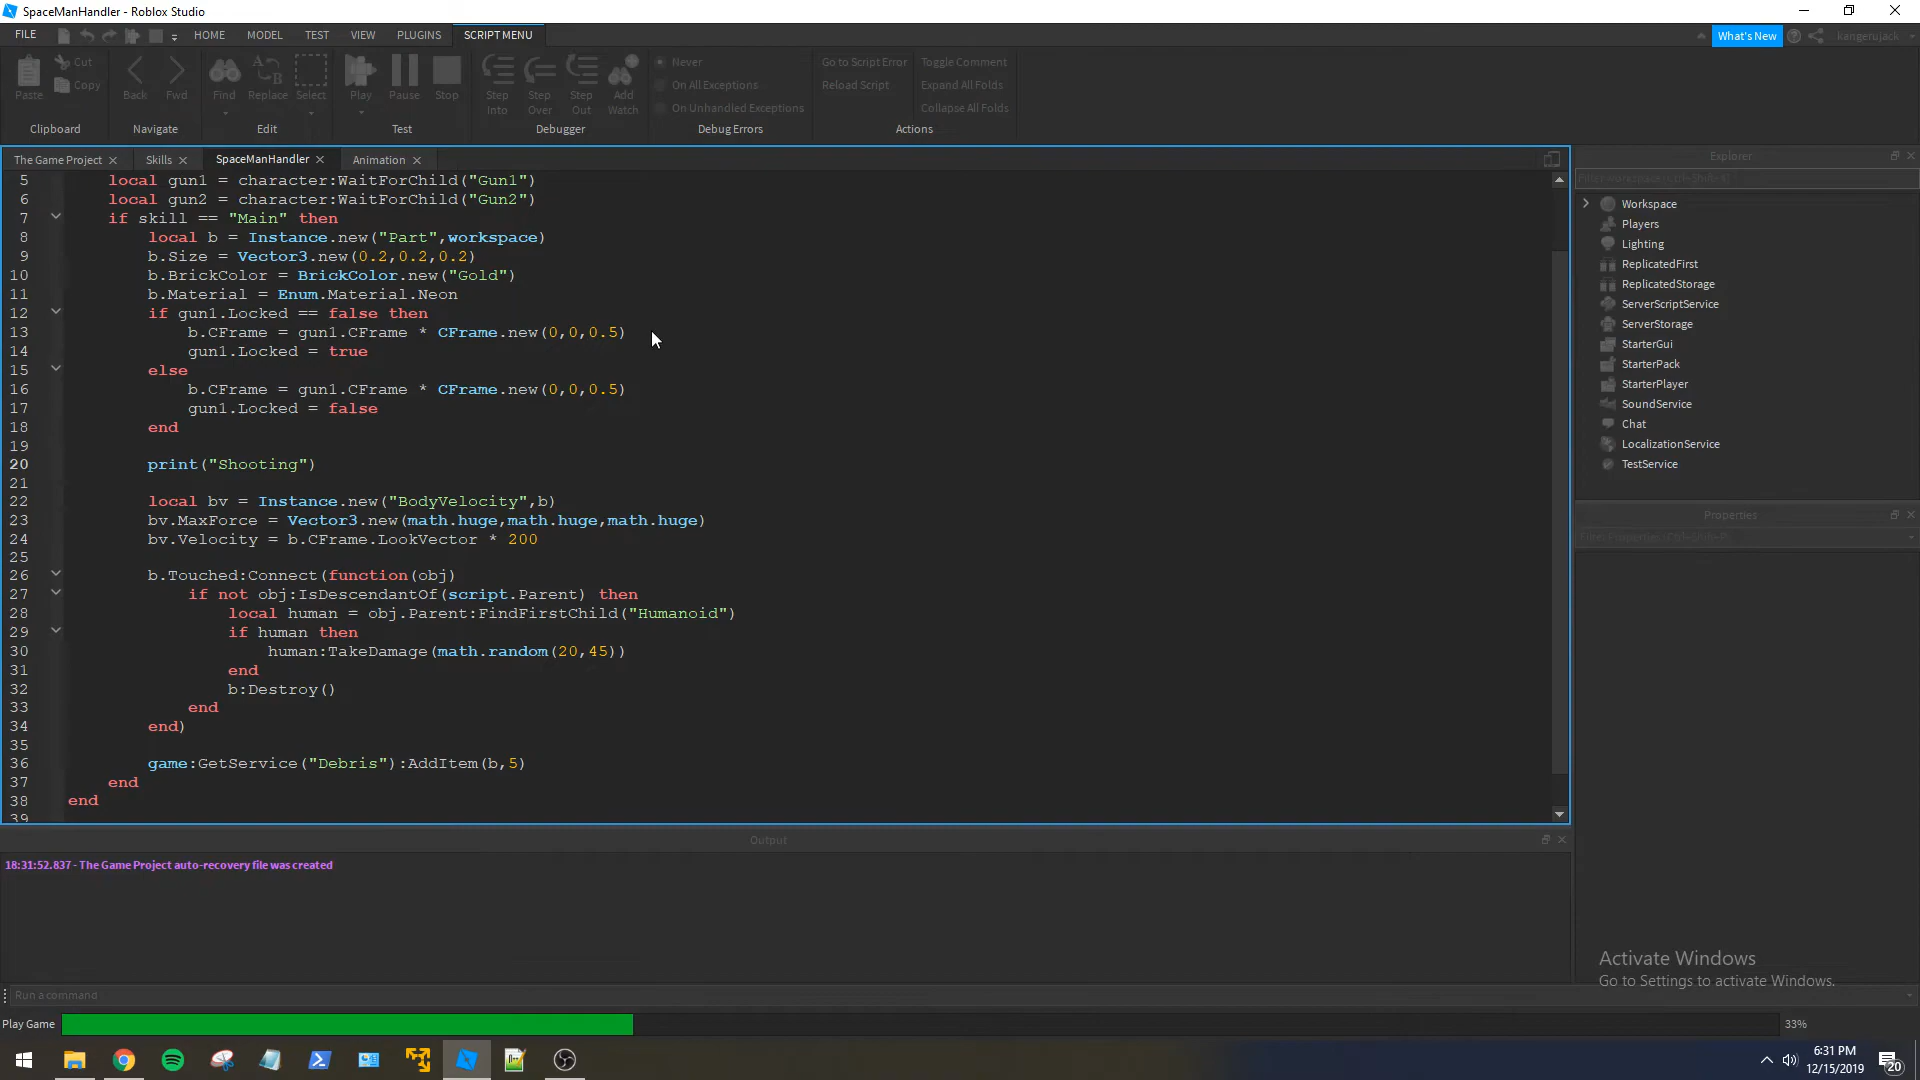 SpaceManHandler - Roblox Studio
FILE
HOME
MODEL
TEST
VIEW
PLUGINS
SCRIPT MENU
What's New
kangerujack
Paste
Cut
Copy
Clipboard
Back
Fwd
Navigate
Find
Replace
Select
Edit
Play
Pause
Stop
Test
Step Into
Step Over
Step Out
Add Watch
Debugger
Never
On All Exceptions
On Unhandled Exceptions
Debug Errors
Go to Script Error
Reload Script
Toggle Comment
Expand All Folds
Collapse All Folds
Actions
The Game Project
Skills
SpaceManHandler
Animation
5 local gun1 = character:WaitForChild("Gun1")
6 local gun2 = character:WaitForChild("Gun2")
7 if skill == "Main" then
8 local b = Instance.new("Part",workspace)
9 b.Size = Vector3.new(0.2,0.2,0.2)
10 b.BrickColor = BrickColor.new("Gold")
11 b.Material = Enum.Material.Neon
12 if gun1.Locked == false then
13 b.CFrame = gun1.CFrame * CFrame.new(0,0,0.5)
14 gun1.Locked = true
15 else
16 b.CFrame = gun1.CFrame * CFrame.new(0,0,0.5)
17 gun1.Locked = false
18 end
19
20 print("Shooting")
21
22 local bv = Instance.new("BodyVelocity",b)
23 bv.MaxForce = Vector3.new(math.huge,math.huge,math.huge)
24 bv.Velocity = b.CFrame.LookVector * 200
25
26 b.Touched:Connect(function(obj)
27 if not obj:IsDescendantOf(script.Parent) then
28 local human = obj.Parent:FindFirstChild("Humanoid")
29 if human then
30 human:TakeDamage(math.random(20,45))
31 end
32 b:Destroy()
33 end
34 end)
35
36 game:GetService("Debris"):AddItem(b,5)
37 end
38 end
39
Explorer
Filter workspace (Ctrl+Shift+X)
Workspace
Players
Lighting
ReplicatedFirst
ReplicatedStorage
ServerScriptService
ServerStorage
StarterGui
StarterPack
StarterPlayer
SoundService
Chat
LocalizationService
TestService
Properties
Filter Properties (Ctrl+Shift+P)
Output
18:31:52.837 - The Game Project auto-recovery file was created
Run a command
Activate Windows
Go to Settings to activate Windows.
Play Game
33%
6:31 PM
12/15/2019
20